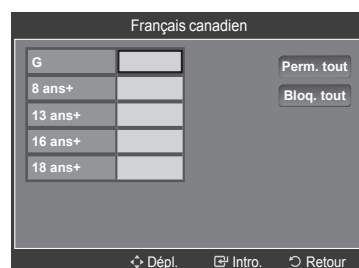 Français canadien
G
Perm. tout
8 ans+
Bloq. tout
13 ans+
16 ans+
18 ans+
Dépl. Intro. Retour